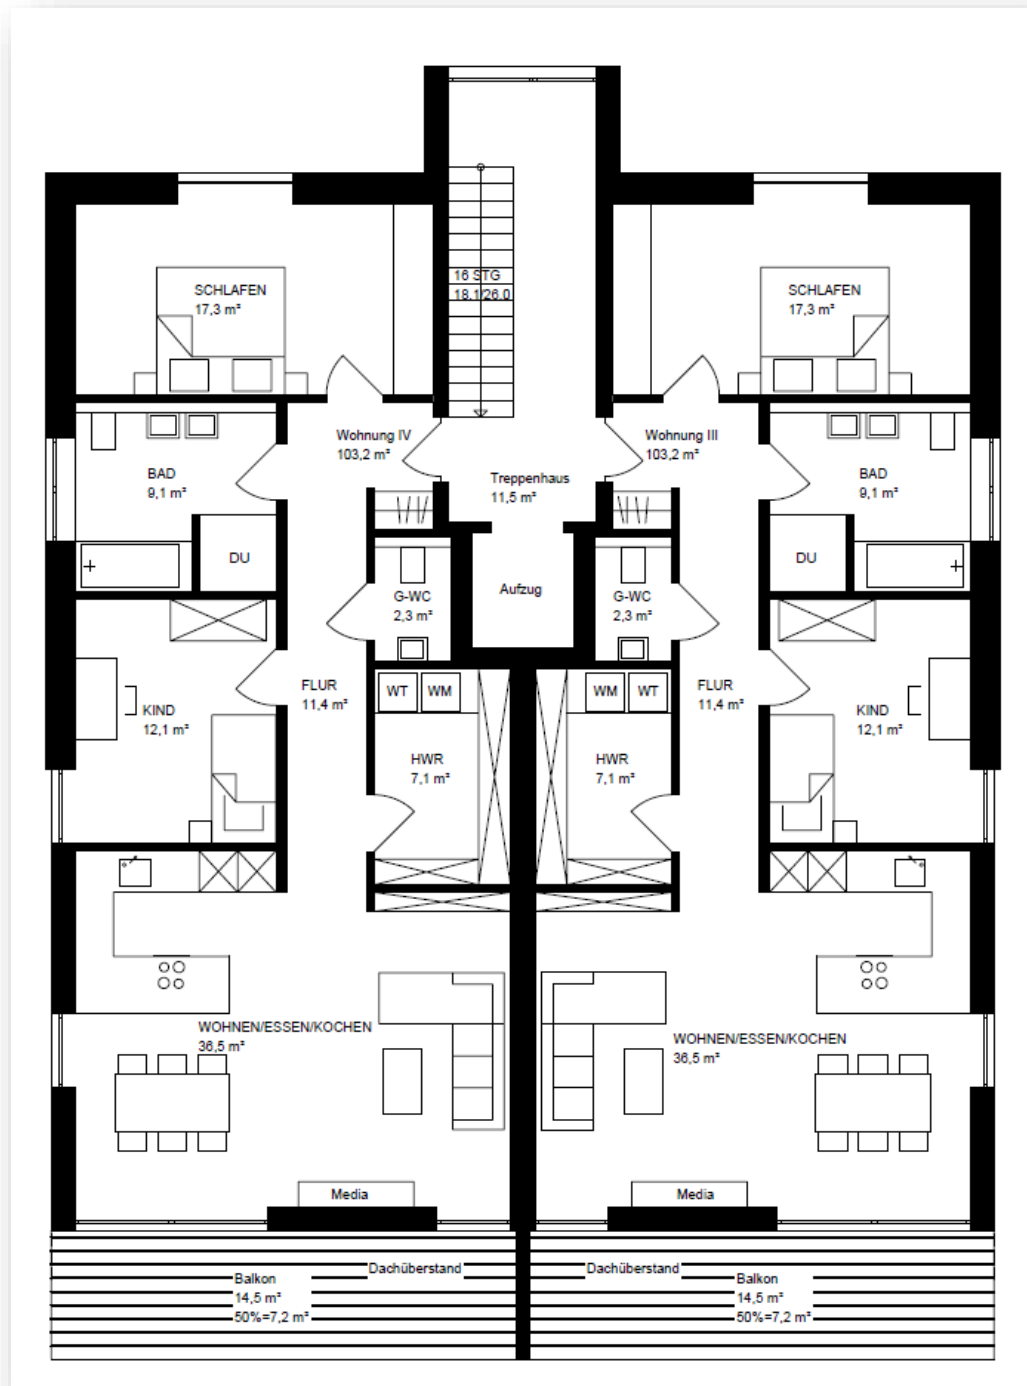 16 STG
18.1/26.0
SCHLAFEN
17,3 m²
SCHLAFEN
17,3 m²
Wohnung IV
103,2 m²
Wohnung III
103,2 m²
Treppenhaus
11,5 m²
BAD
9,1 m²
BAD
9,1 m²
DU
DU
Aufzug
G-WC
2,3 m²
G-WC
2,3 m²
FLUR
11,4 m²
WT
WM
WM
WT
FLUR
11,4 m²
KIND
12,1 m²
KIND
12,1 m²
HWR
7,1 m²
HWR
7,1 m²
WOHNEN/ESSEN/KOCHEN
36,5 m²
WOHNEN/ESSEN/KOCHEN
36,5 m²
Media
Media
Dachüberstand
Dachüberstand
Balkon
14,5 m²
50%=7,2 m²
Balkon
14,5 m²
50%=7,2 m²